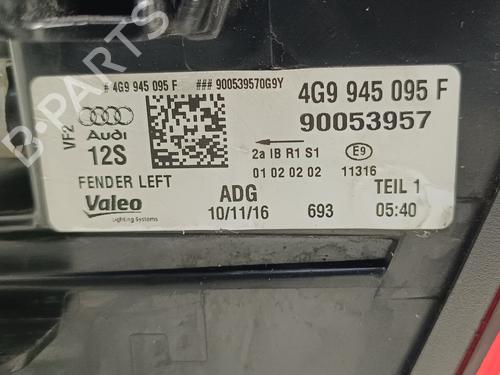 # 4G9 945 095 F ### 900539570G9Y
4G9 945 095 F
90053957
VF2
Audi
12S
2a IB R1 S1
E9
01 02 02 02
11316
FENDER LEFT
ADG
TEIL 1
Valeo
Lighting Systems
10/11/16
693
05:40
B-PARTS